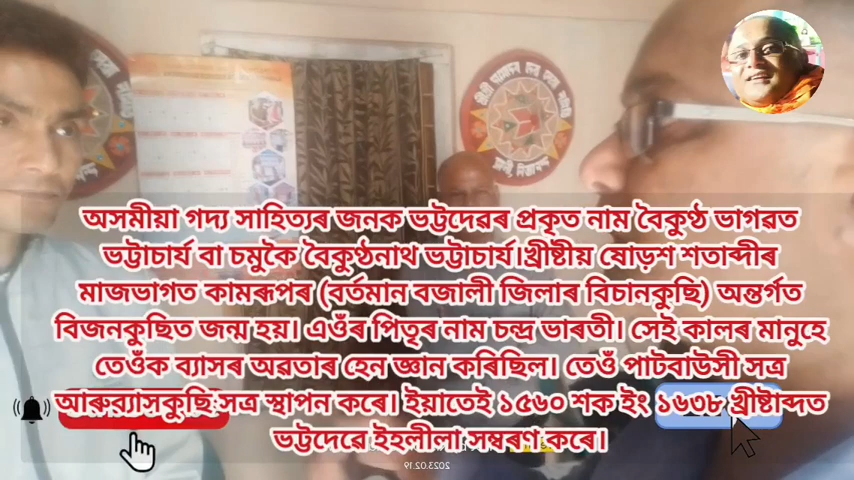 অসমীয়া গদ্য সাহিত্যৰ জনক ভট্টদেৱৰ প্ৰকৃত নাম বৈকুণ্ঠ ভাগৱত
ভট্টাচাৰ্য বা চমুকৈ বৈকুণ্ঠনাথ ভট্টাচাৰ্য।খ্ৰীষ্টীয় ষোড়শ শতাব্দীৰ
মাজভাগত কামৰূপৰ (বৰ্তমান বজালী জিলাৰ বিচানকুছি) অন্তৰ্গত
বিজনকুছিত জন্ম হয়। এওঁৰ পিতৃৰ নাম চন্দ্ৰ ভাৰতী। সেই কালৰ মানুহে
তেওঁক ব্যাসৰ অৱতাৰ হেন জ্ঞান কৰিছিল। তেওঁ পাটবাউসী সত্ৰ
আৰুব্যাসকুছি সত্ৰ স্থাপন কৰে। ইয়াতেই ১৫৬০ শক ইং ১৬৩৮ খ্ৰীষ্টাব্দত
ভট্টদেৱে ইহলীলা সম্বৰণ কৰে।
2023.02.19